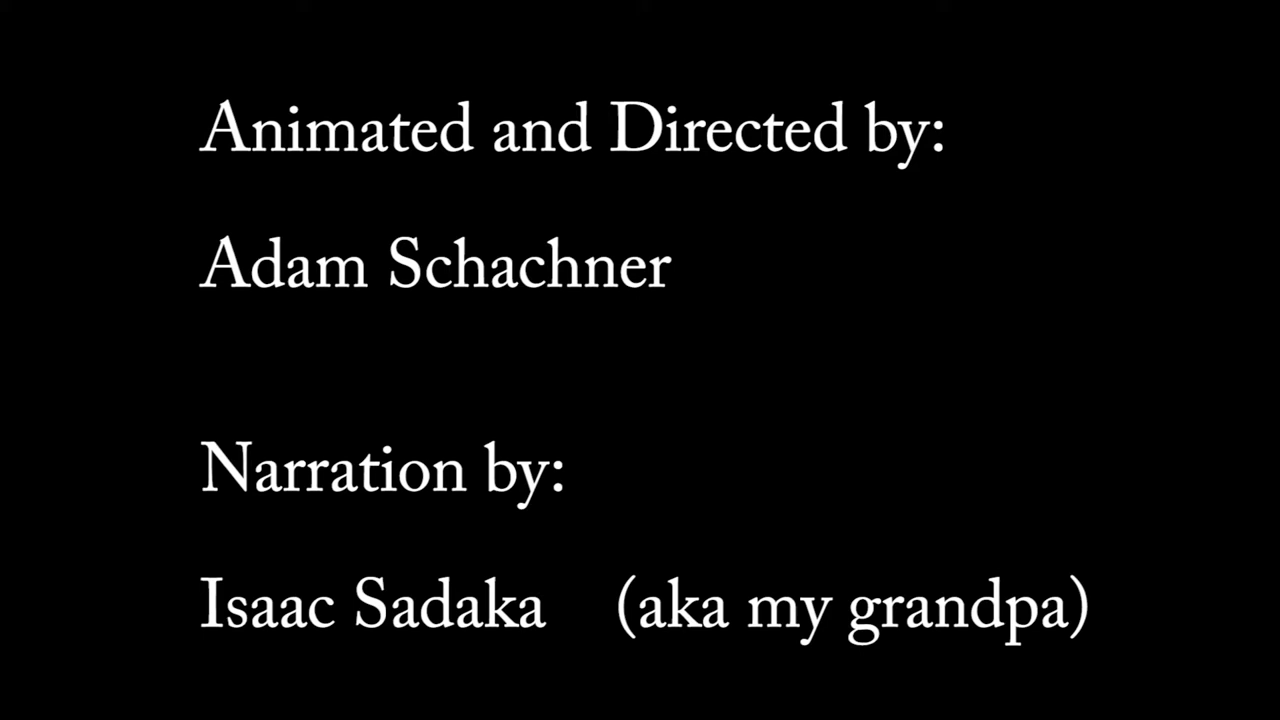 Animated and Directed by:
Adam Schachner
Narration by:
Isaac Sadaka (aka my grandpa)